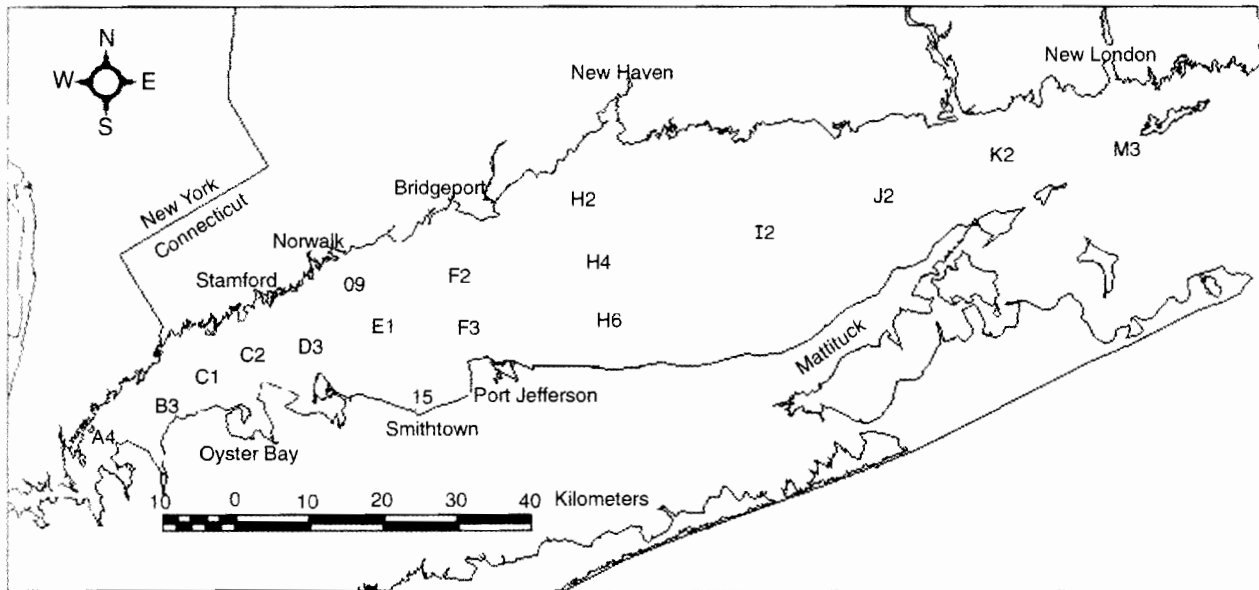 N
W E
S
New York
Connecticut
New Haven
New London
Bridgeport
Norwalk
Stamford
K2
M3
H2
J2
I2
H4
F2
09
H6
E1
F3
D3
C2
C1
Mattituck
15
Port Jefferson
B3
Smithtown
A4
Oyster Bay
10 0 10 20 30 40 Kilometers